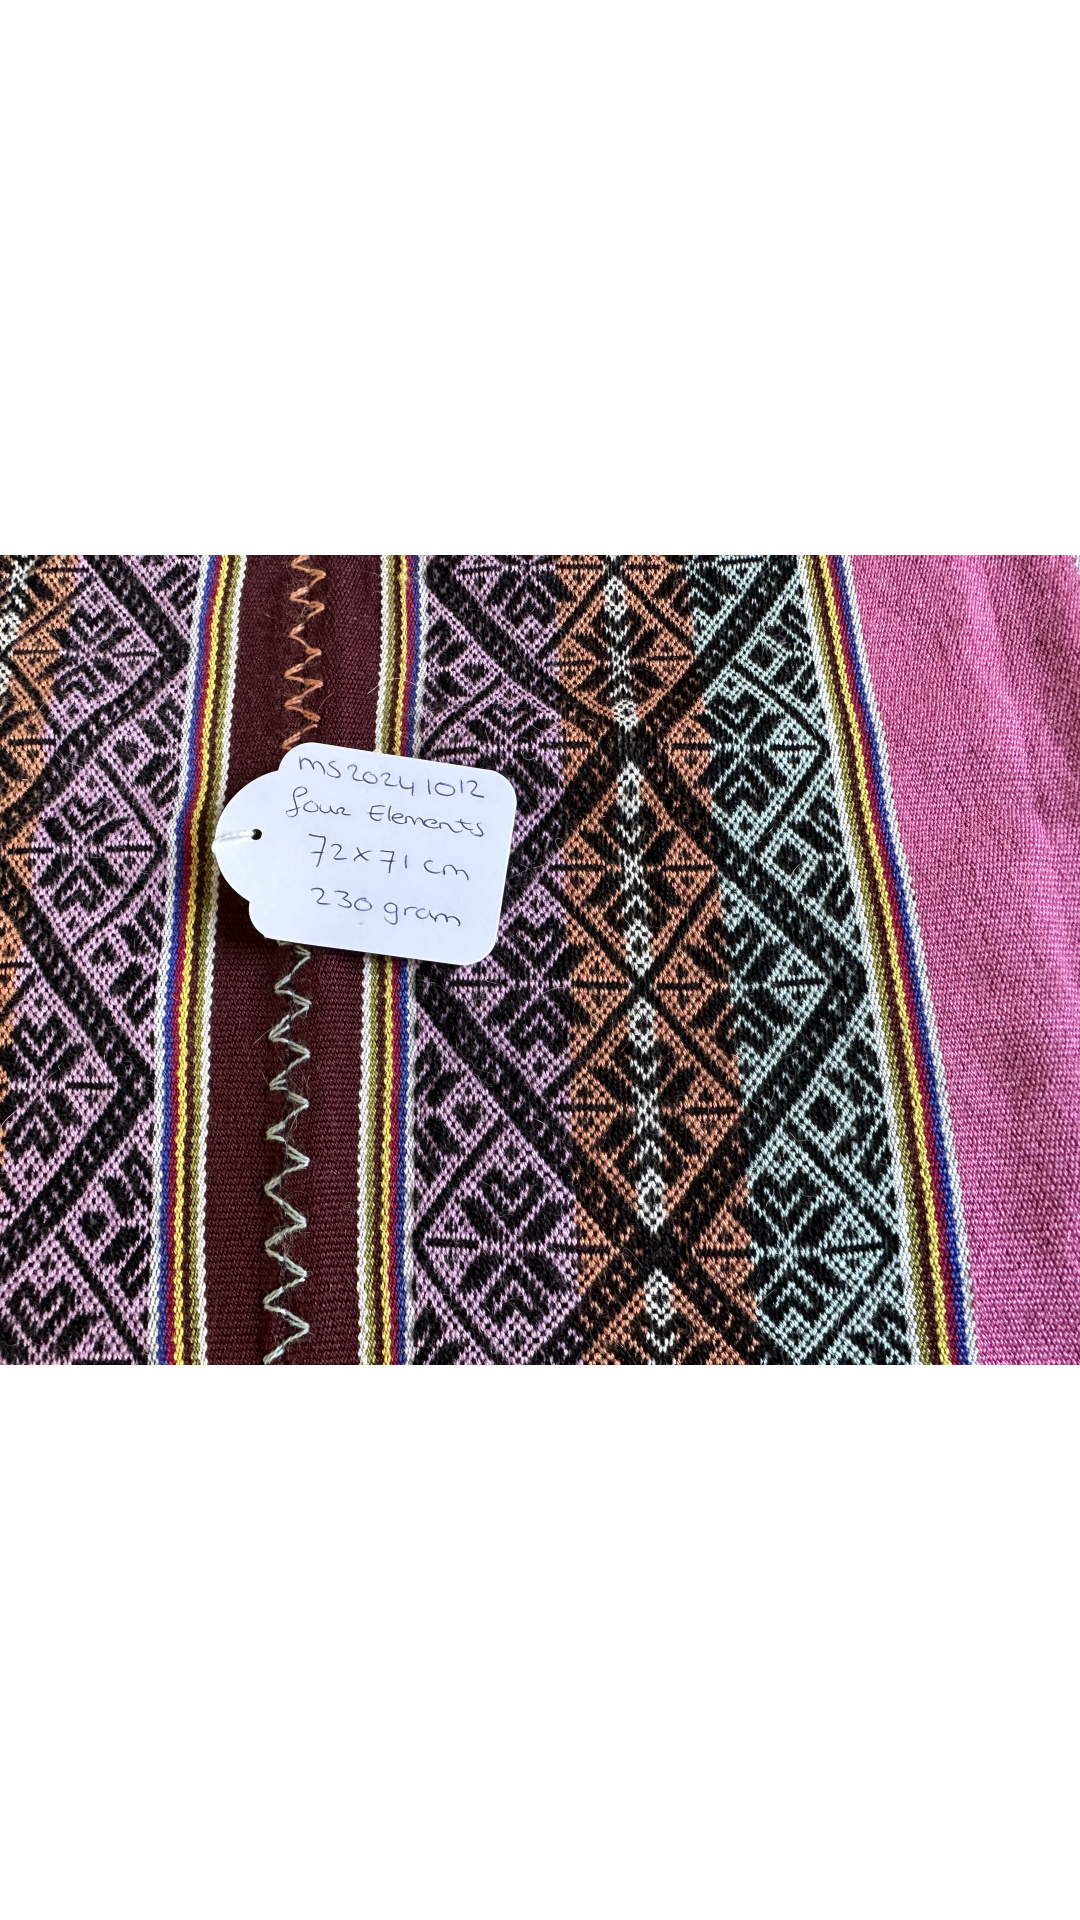 ms20241012
four Elements
72x71 cm
230 gram